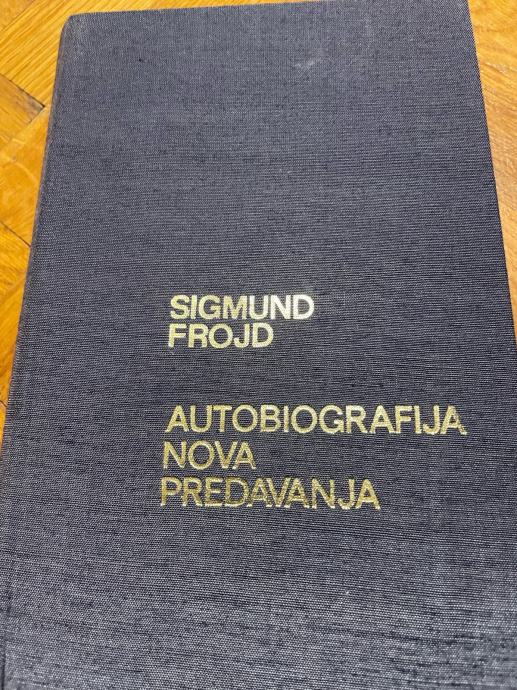 SIGMUND
FROJD
AUTOBIOGRAFIJA
NOVA
PREDAVANJA